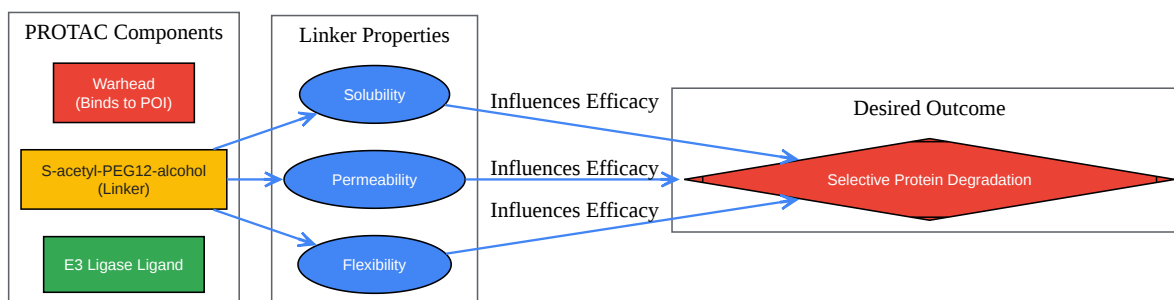 PROTAC Components
Warhead
(Binds to POI)
S-acetyl-PEG12-alcohol
(Linker)
E3 Ligase Ligand
Linker Properties
Solubility
Permeability
Flexibility
Influences Efficacy
Influences Efficacy
Influences Efficacy
Desired Outcome
Selective Protein Degradation